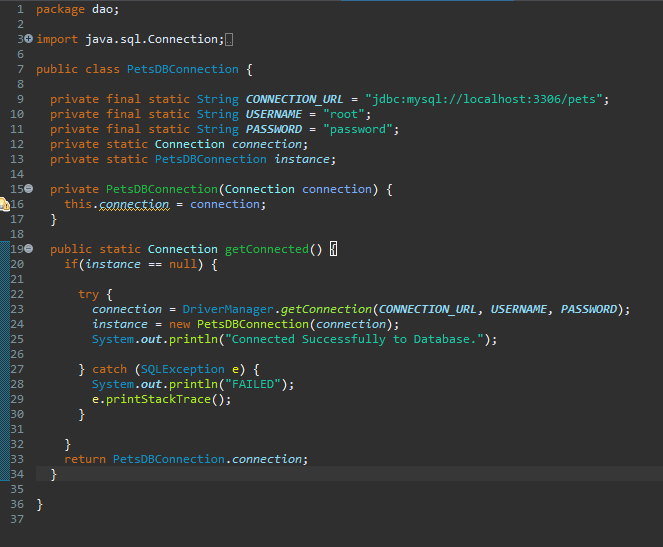 1 package dao;
2
3 import java.sql.Connection;
6
7 public class PetsDBConnection {
8
9 private final static String CONNECTION_URL = "jdbc:mysql://localhost:3306/pets";
10 private final static String USERNAME = "root";
11 private final static String PASSWORD = "password";
12 private static Connection connection;
13 private static PetsDBConnection instance;
14
15 private PetsDBConnection(Connection connection) {
16 this.connection = connection;
17 }
18
19 public static Connection getConnected() {
20 if(instance == null) {
21
22 try {
23 connection = DriverManager.getConnection(CONNECTION_URL, USERNAME, PASSWORD);
24 instance = new PetsDBConnection(connection);
25 System.out.println("Connected Successfully to Database.");
26
27 } catch (SQLException e) {
28 System.out.println("FAILED");
29 e.printStackTrace();
30 }
31
32 }
33 return PetsDBConnection.connection;
34 }
35
36 }
37